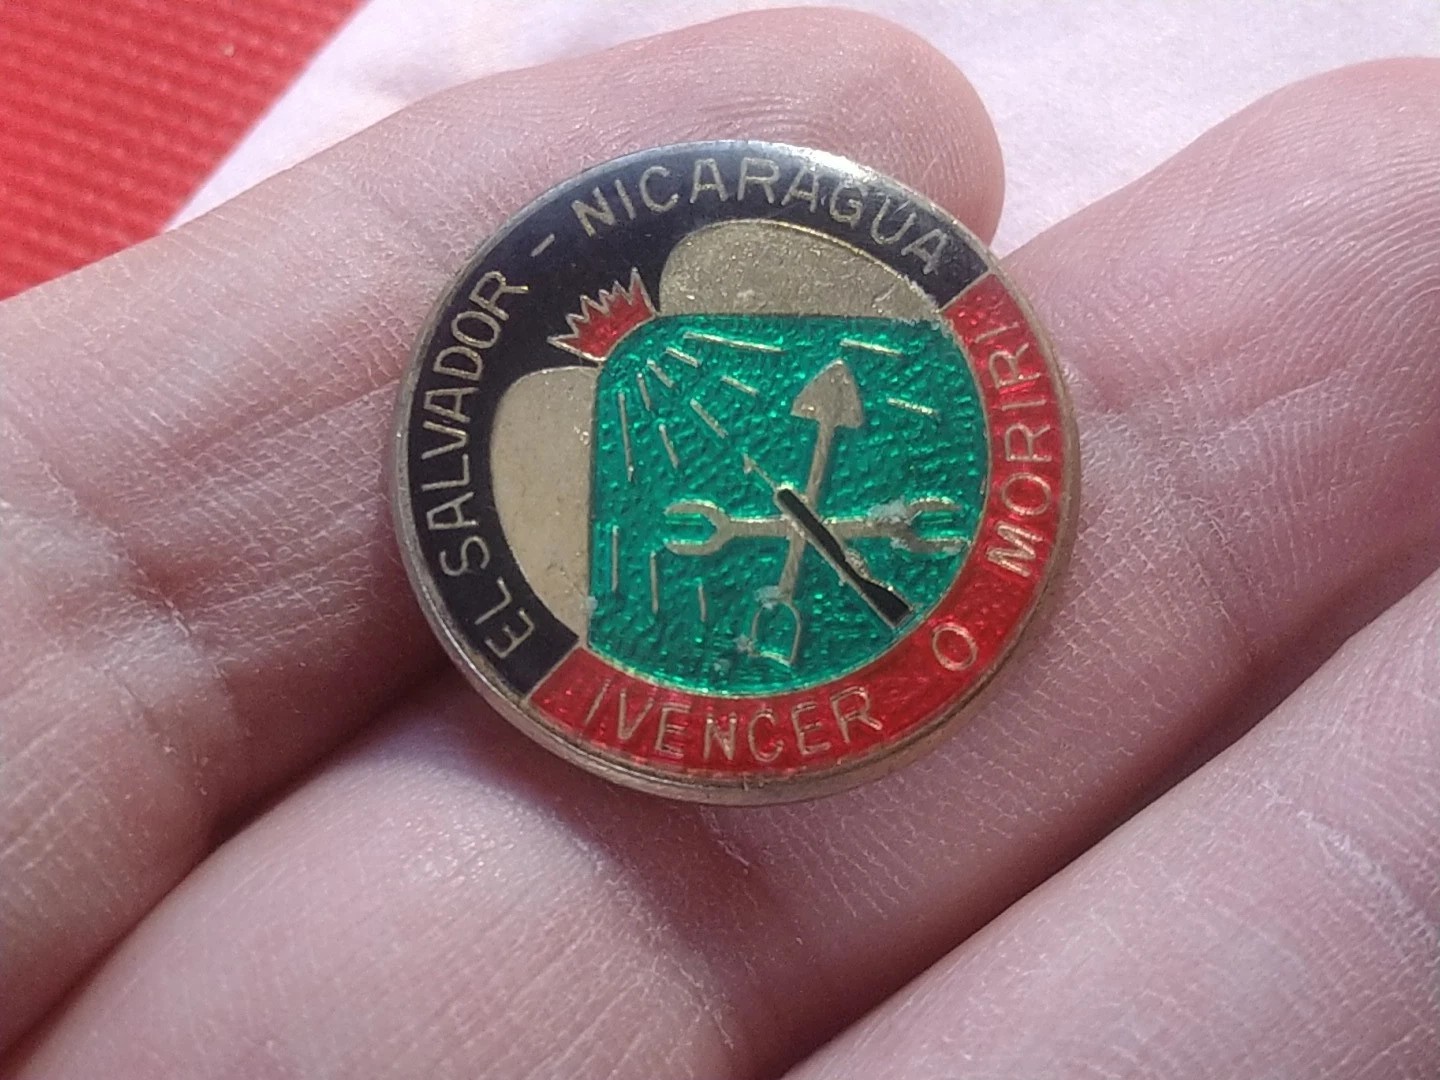 EL SALVADOR - NICARAGUA
¡VENCER O MORIR!